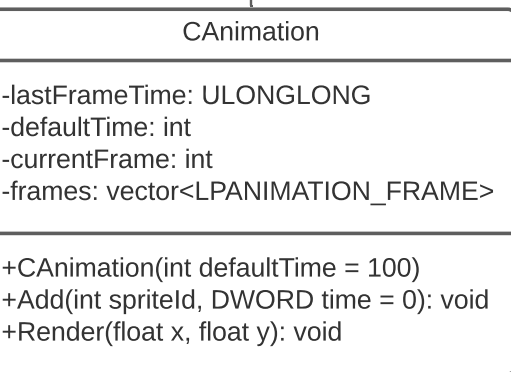 CAnimation
-lastFrameTime: ULONGLONG
-defaultTime: int
-currentFrame: int
-frames: vector<LPANIMATION_FRAME>
+CAnimation(int defaultTime = 100)
+Add(int spriteId, DWORD time = 0): void
+Render(float x, float y): void